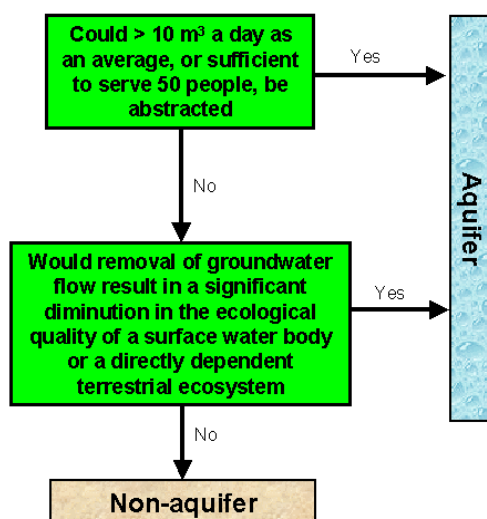 Could > 10 m³ a day as
an average, or sufficient
to serve 50 people, be
abstracted
Yes
No
Aquifer
Would removal of groundwater
flow result in a significant
diminution in the ecological
quality of a surface water body
or a directly dependent
terrestrial ecosystem
Yes
No
Non-aquifer